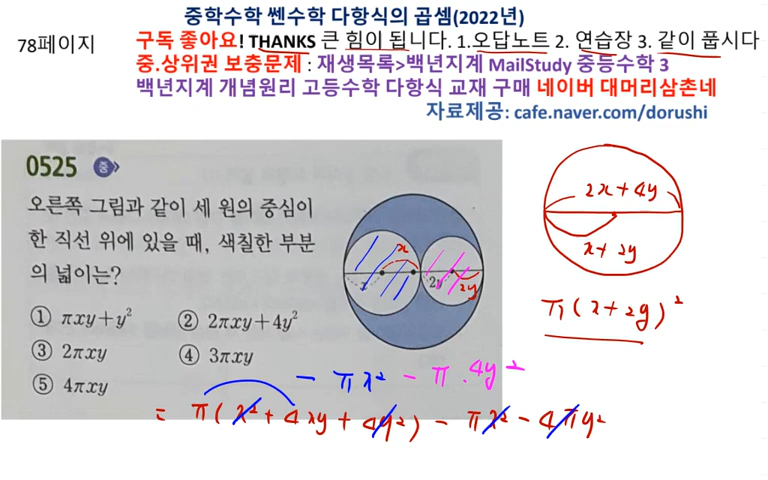 중학수학 쎈수학 다항식의 곱셈(2022년)
78페이지
구독 좋아요! THANKS 큰 힘이 됩니다. 1.오답노트 2. 연습장 3. 같이 풉시다
중.상위권 보충문제 : 재생목록>백년지계 MailStudy 중등수학 3
백년지계 개념원리 고등수학 다항식 교재 구매 네이버 대머리삼촌네
자료제공: cafe.naver.com/dorushi
0525 중
오른쪽 그림과 같이 세 원의 중심이
한 직선 위에 있을 때, 색칠한 부분
의 넓이는?
① πxy+y²
② 2πxy+4y²
③ 2πxy
④ 3πxy
⑤ 4πxy
x
x
2y
2y
2x+4y
x+2y
π(x+2y)²
- πx² - π·4y²
= π(x²+4xy+4y²) - πx² - 4πy²